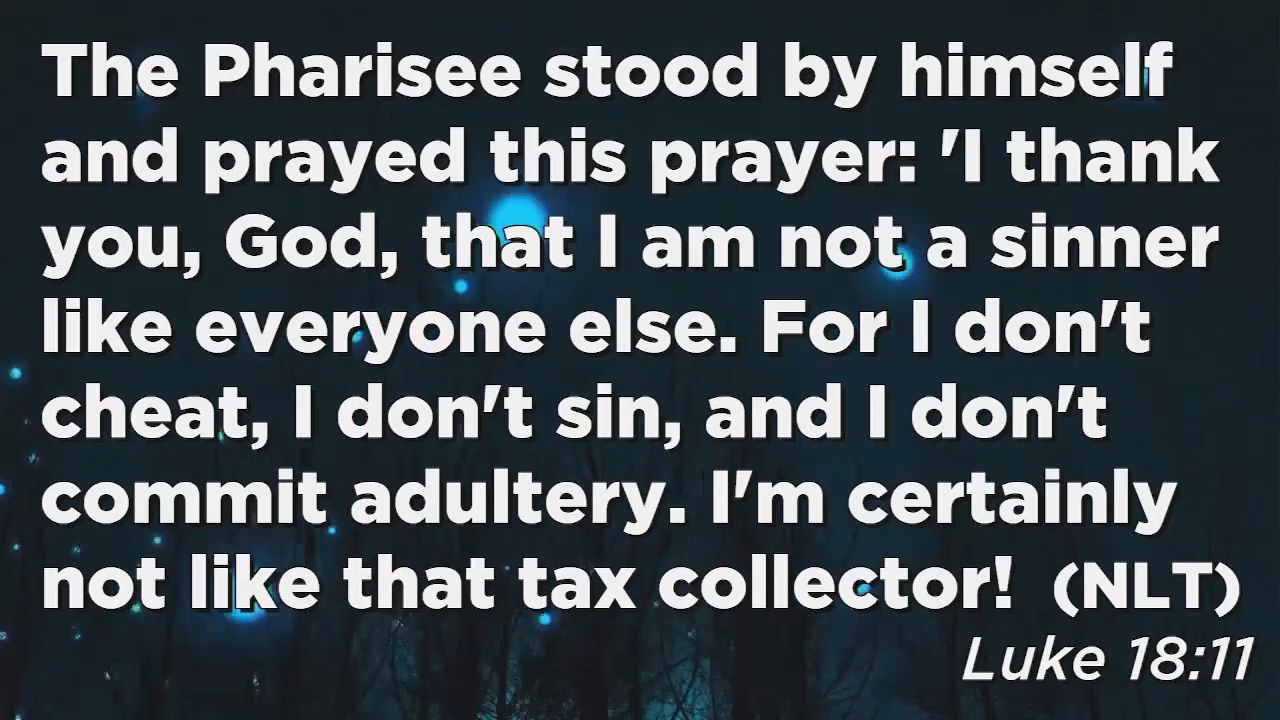 The Pharisee stood by himself
and prayed this prayer: 'I thank
you, God, that I am not a sinner
like everyone else. For I don't
cheat, I don't sin, and I don't
commit adultery. I'm certainly
not like that tax collector! (NLT)
Luke 18:11